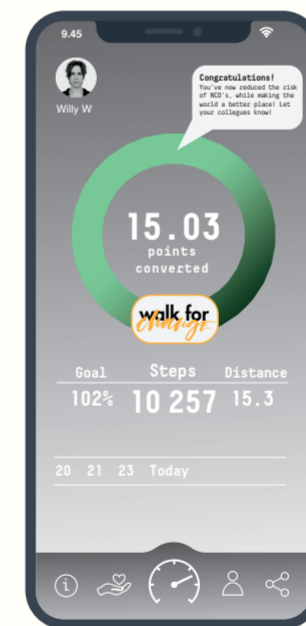 9.45
Willy W
Congratulations!
You've now reduced the risk
of NCD's, while making the
world a better place! Let
your collegues know!
15.03
points
converted
walk for
change
Goal Steps Distance
102% 10 257 15.3
20 21 23 Today
i